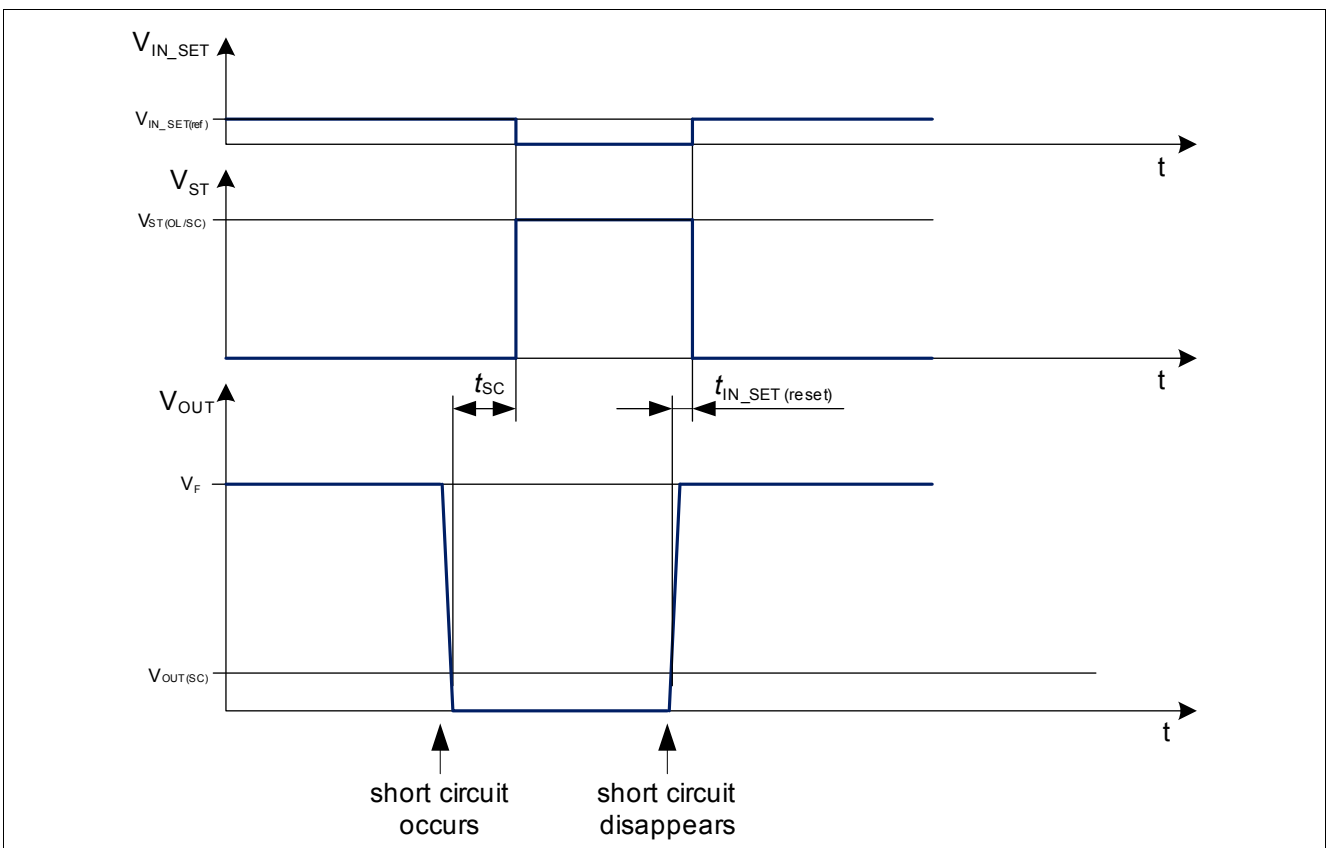 V_IN_SET
V_IN_SET(ref)
t
V_ST
V_ST(OL/SC)
t
t_SC
t_IN_SET (reset)
V_OUT
V_F
V_OUT(SC)
t
short circuit
occurs
short circuit
disappears